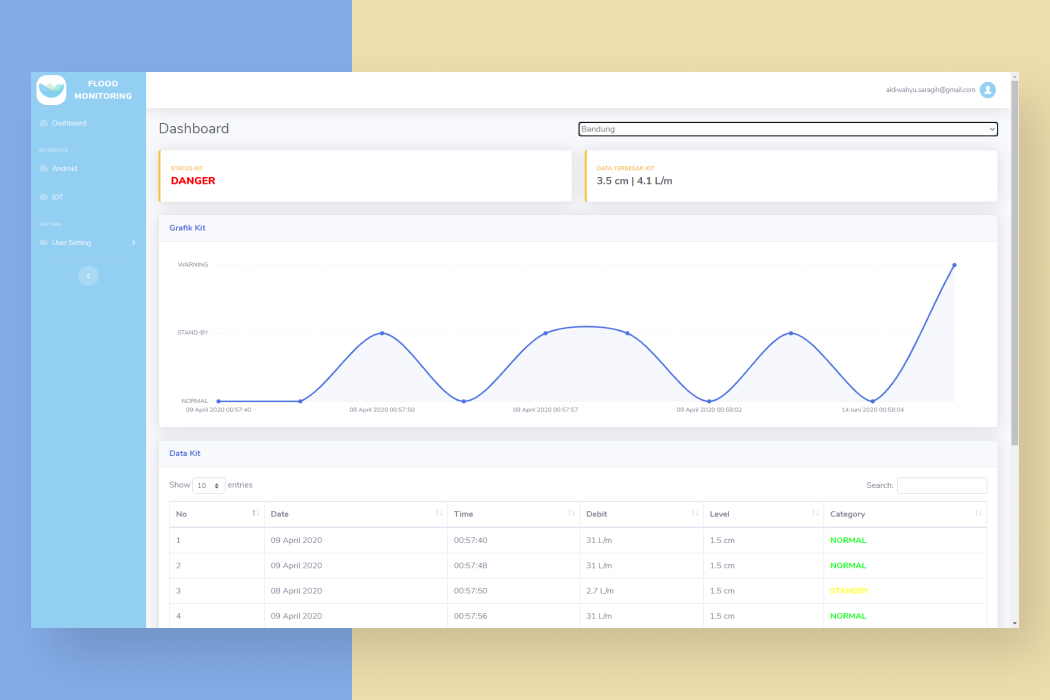 FLOOD
MONITORING
aidiwahyu.saragih@gmail.com
Dashboard
INTERFACE
Android
IOT
SETTING
User Setting
Dashboard
Bandung
STATUS KIT
DANGER
DATA TERBESAR KIT
3.5 cm | 4.1 L/m
Grafik Kit
WARNING
STAND-BY
NORMAL
09 April 2020 00:57:40
08 April 2020 00:57:50
09 April 2020 00:57:57
09 April 2020 00:58:02
14 Juni 2020 00:58:04
Data Kit
Show 10 entries
Search:
No Date Time Debit Level Category
1 09 April 2020 00:57:40 31 L/m 1.5 cm NORMAL
2 09 April 2020 00:57:48 31 L/m 1.5 cm NORMAL
3 08 April 2020 00:57:50 2.7 L/m 1.5 cm STANDBY
4 09 April 2020 00:57:56 31 L/m 1.5 cm NORMAL